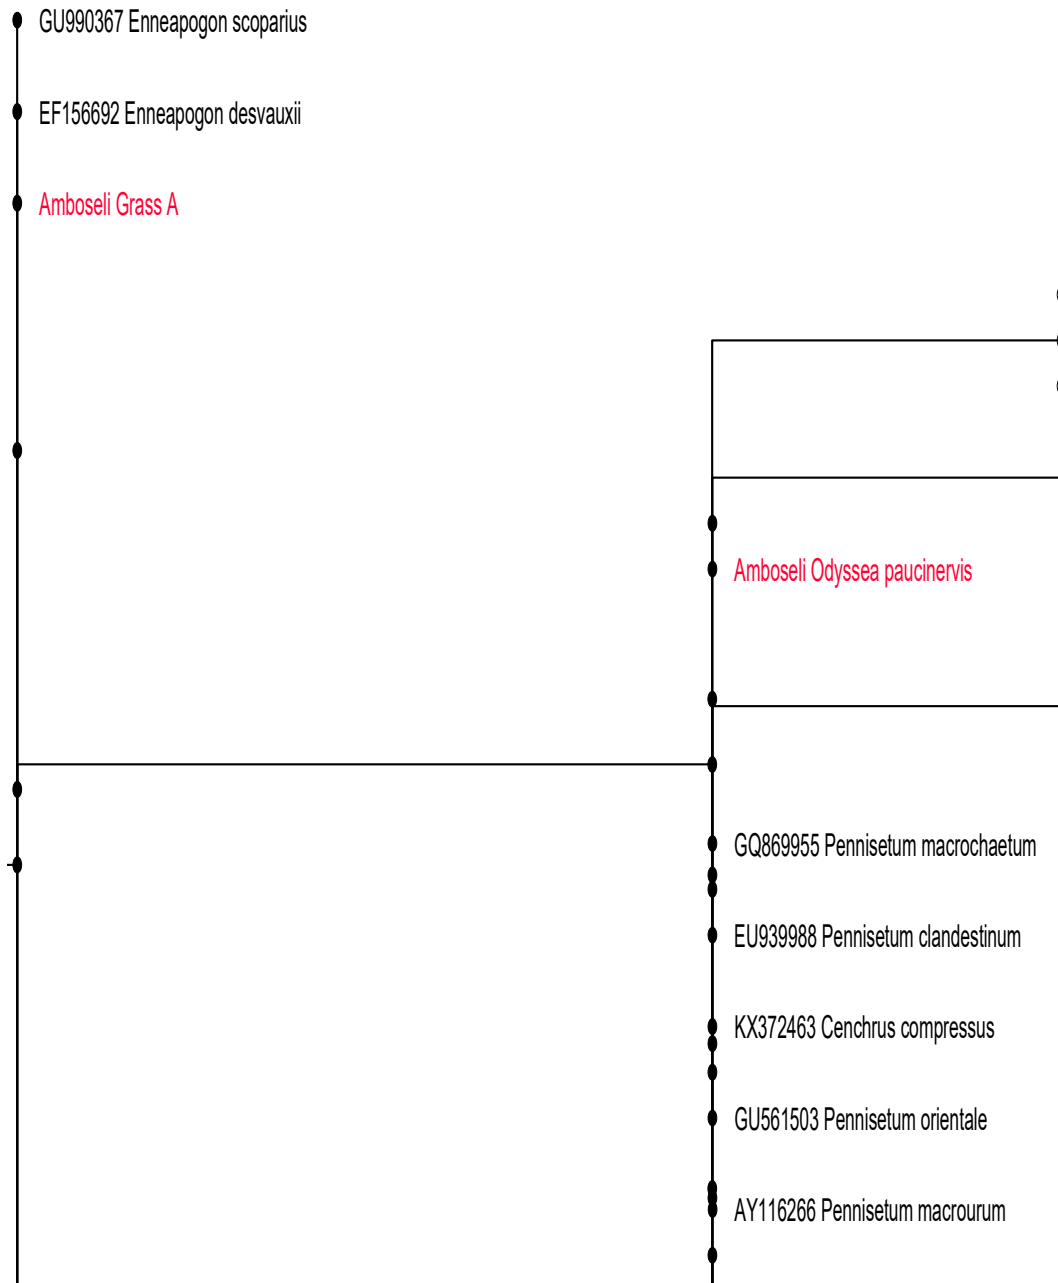 GU990367 Enneapogon scoparius
EF156692 Enneapogon desvauxii
Amboseli Grass A
Amboseli Odyssea paucinervis
GQ869955 Pennisetum macrochaetum
EU939988 Pennisetum clandestinum
KX372463 Cenchrus compressus
GU561503 Pennisetum orientale
AY116266 Pennisetum macrourum